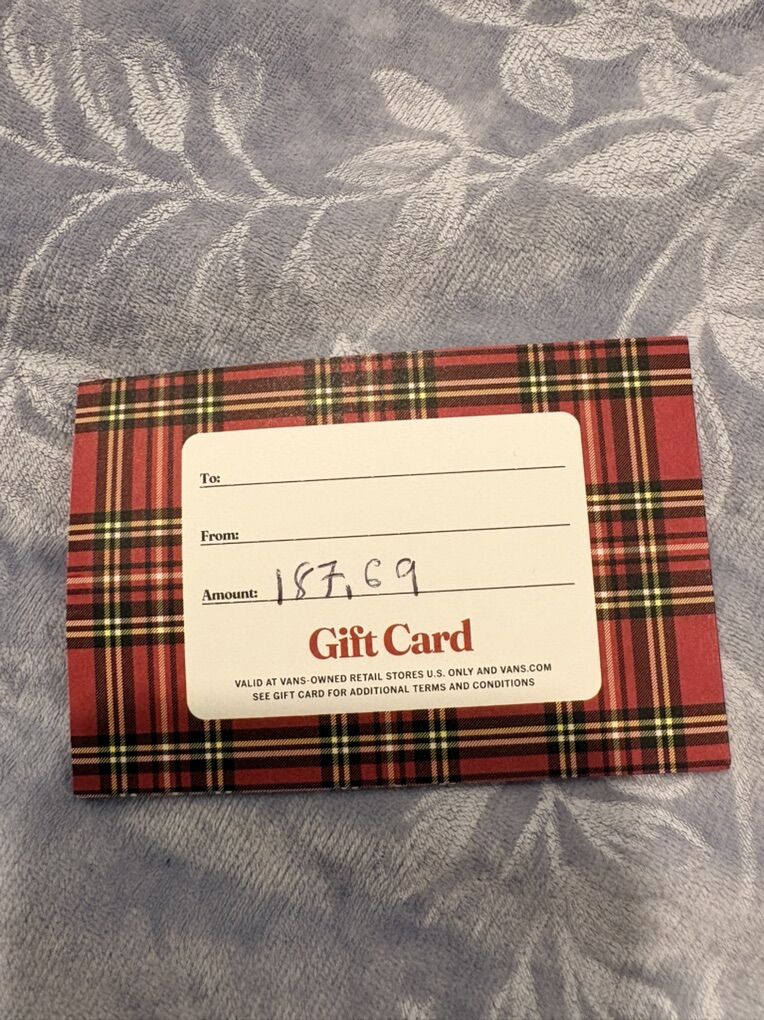 To:
From:
Amount: 187,69
Gift Card
VALID AT VANS-OWNED RETAIL STORES U.S. ONLY AND VANS.COM
SEE GIFT CARD FOR ADDITIONAL TERMS AND CONDITIONS